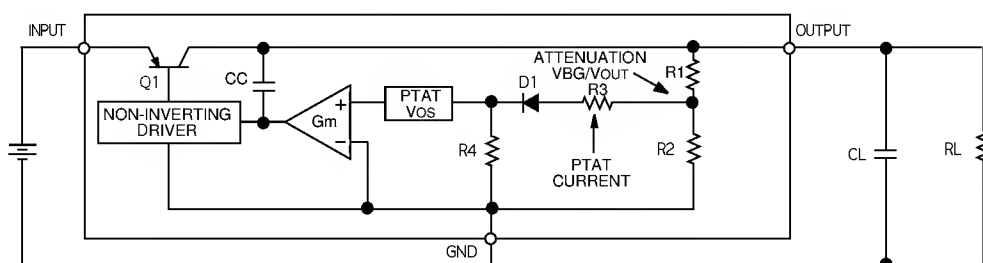 INPUT
OUTPUT
Q1
CC
NON-INVERTING
DRIVER
Gm
+
−
PTAT
VOS
D1
ATTENUATION
VBG/VOUT
R3
R1
PTAT
CURRENT
R4
R2
CL
RL
GND